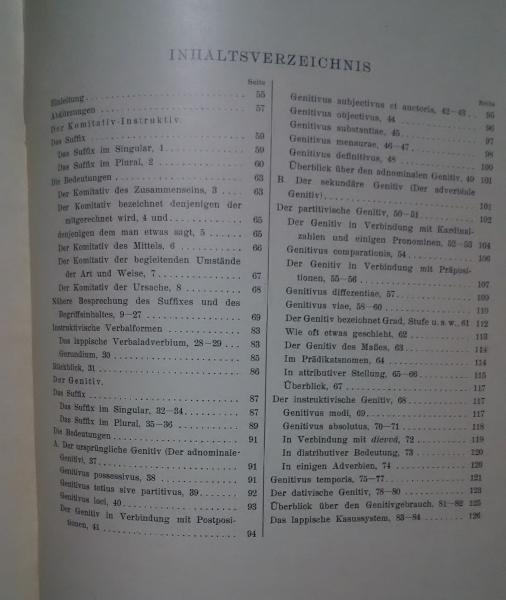 INHALTSVERZEICHNIS
Seite
Einleitung 55
Abkürzungen 57
Der Komitativ-Instruktiv.
Das Suffix 59
Das Suffix im Singular, 1 59
Das Suffix im Plural, 2 60
Die Bedeutungen 63
Der Komitativ des Zusammenseins, 3 63
Der Komitativ bezeichnet denjenigen der
mitgerechnet wird, 4 und 65
denjenigen dem man etwas sagt, 5 65
Der Komitativ des Mittels, 6 66
Der Komitativ der begleitenden Umstände
der Art und Weise, 7 67
Der Komitativ der Ursache, 8 68
Nähere Besprechung des Suffixes und des
Begriffsinhaltes, 9-27 69
Instruktivische Verbalformen 83
Das lappische Verbaladverbium, 28-29 83
Gerundium, 30 85
Rückblick, 31 86
Der Genitiv.
Das Suffix 87
Das Suffix im Singular, 32-34 87
Das Suffix im Plural, 35-36 89
Die Bedeutungen 91
A. Der ursprüngliche Genitiv (Der adnominale-
Genitiv), 37 91
Genitivus possessivus, 38 91
Genitivus totius sive partitivus, 39 92
Genitivus loci, 40 93
Der Genitiv in Verbindung mit Postposi-
tionen, 41 94
Seite
Genitivus subjectivus et auctoris, 42-43 95
Genitivus objectivus, 44 96
Genitivus substantiae, 45 97
Genitivus mensurae, 46-47 98
Genitivus definitivus, 48 100
Überblick über den adnominalen Genitiv, 49 101
B. Der sekundäre Genitiv (Der adverbiale
Genitiv) 101
Der partitivische Genitiv, 50-51 102
Der Genitiv in Verbindung mit Kardinal-
zahlen und einigen Pronominen, 52-53 104
Genitivus comparationis, 54 106
Der Genitiv in Verbindung mit Präposi-
tionen, 55-56 107
Genitivus differentiae, 57 109
Genitivus viae, 58-60 110
Der Genitiv bezeichnet Grad, Stufe u. s. w., 61 112
Wie oft etwas geschieht, 62 113
Der Genitiv des Maßes, 63 114
Im Prädikatsnomen, 64 114
In attributiver Stellung, 65-66 115
Überblick, 67 117
Der instruktivische Genitiv, 68 117
Genitivus modi, 69 117
Genitivus absolutus, 70-71 118
In Verbindung mit dieved, 72 119
In distributiver Bedeutung, 73 120
In einigen Adverbien, 74 120
Genitivus temporis, 75-77 121
Der dativische Genitiv, 78-80 123
Überblick über den Genitivgebrauch, 81-82 125
Das lappische Kasussystem, 83-84 126